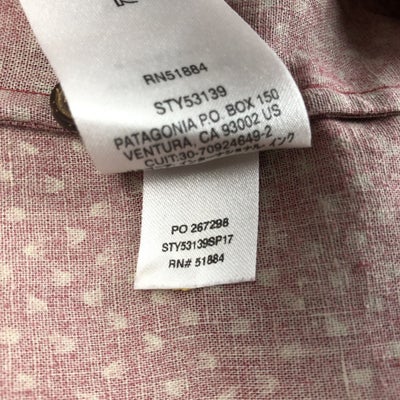 RN51884
STY53139
PATAGONIA P.O. BOX 150
VENTURA, CA 93002 US
CUIT:30-70924649-2
PO 267298
STY53139SP17
RN# 51884